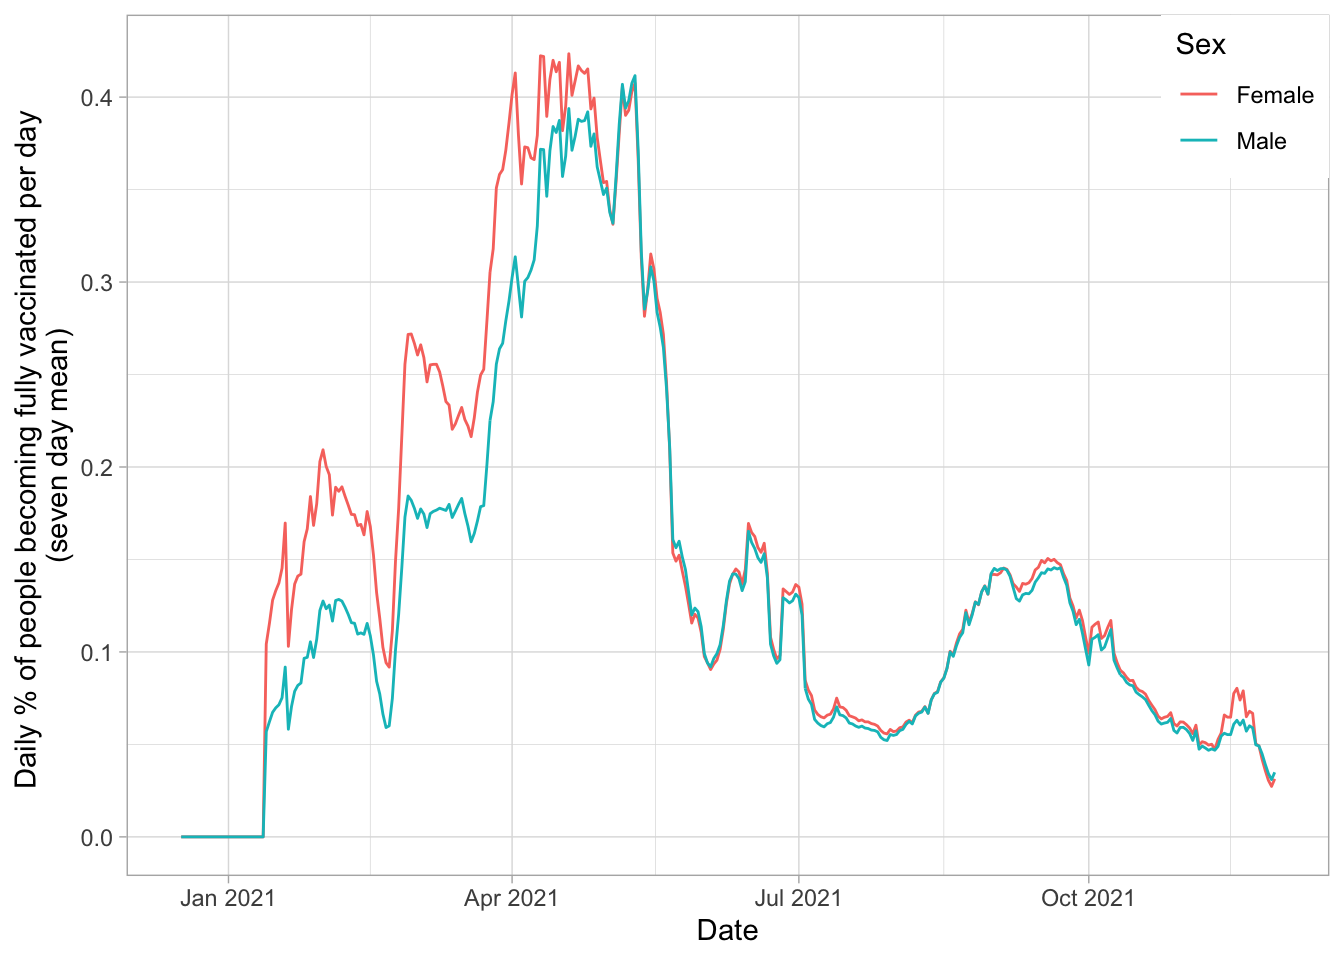 Daily % of people becoming fully vaccinated per day
(seven day mean)
0.4
0.3
0.2
0.1
0.0
Jan 2021
Apr 2021
Jul 2021
Oct 2021
Date
Sex
Female
Male